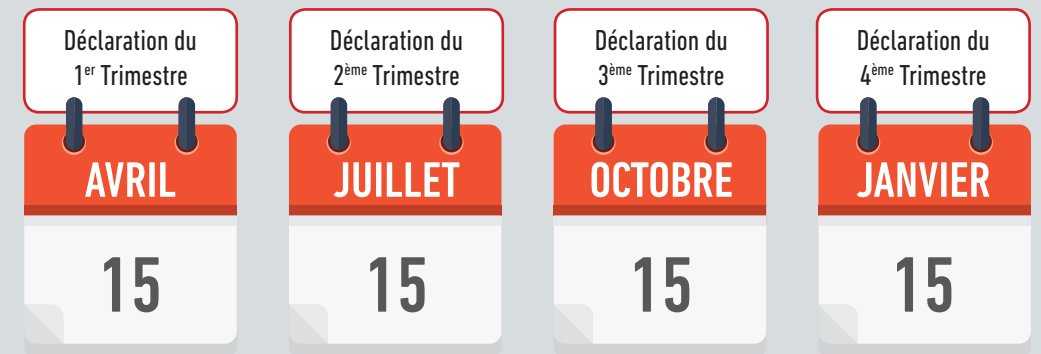 Déclaration du
1er Trimestre
AVRIL
15
Déclaration du
2ème Trimestre
JUILLET
15
Déclaration du
3ème Trimestre
OCTOBRE
15
Déclaration du
4ème Trimestre
JANVIER
15